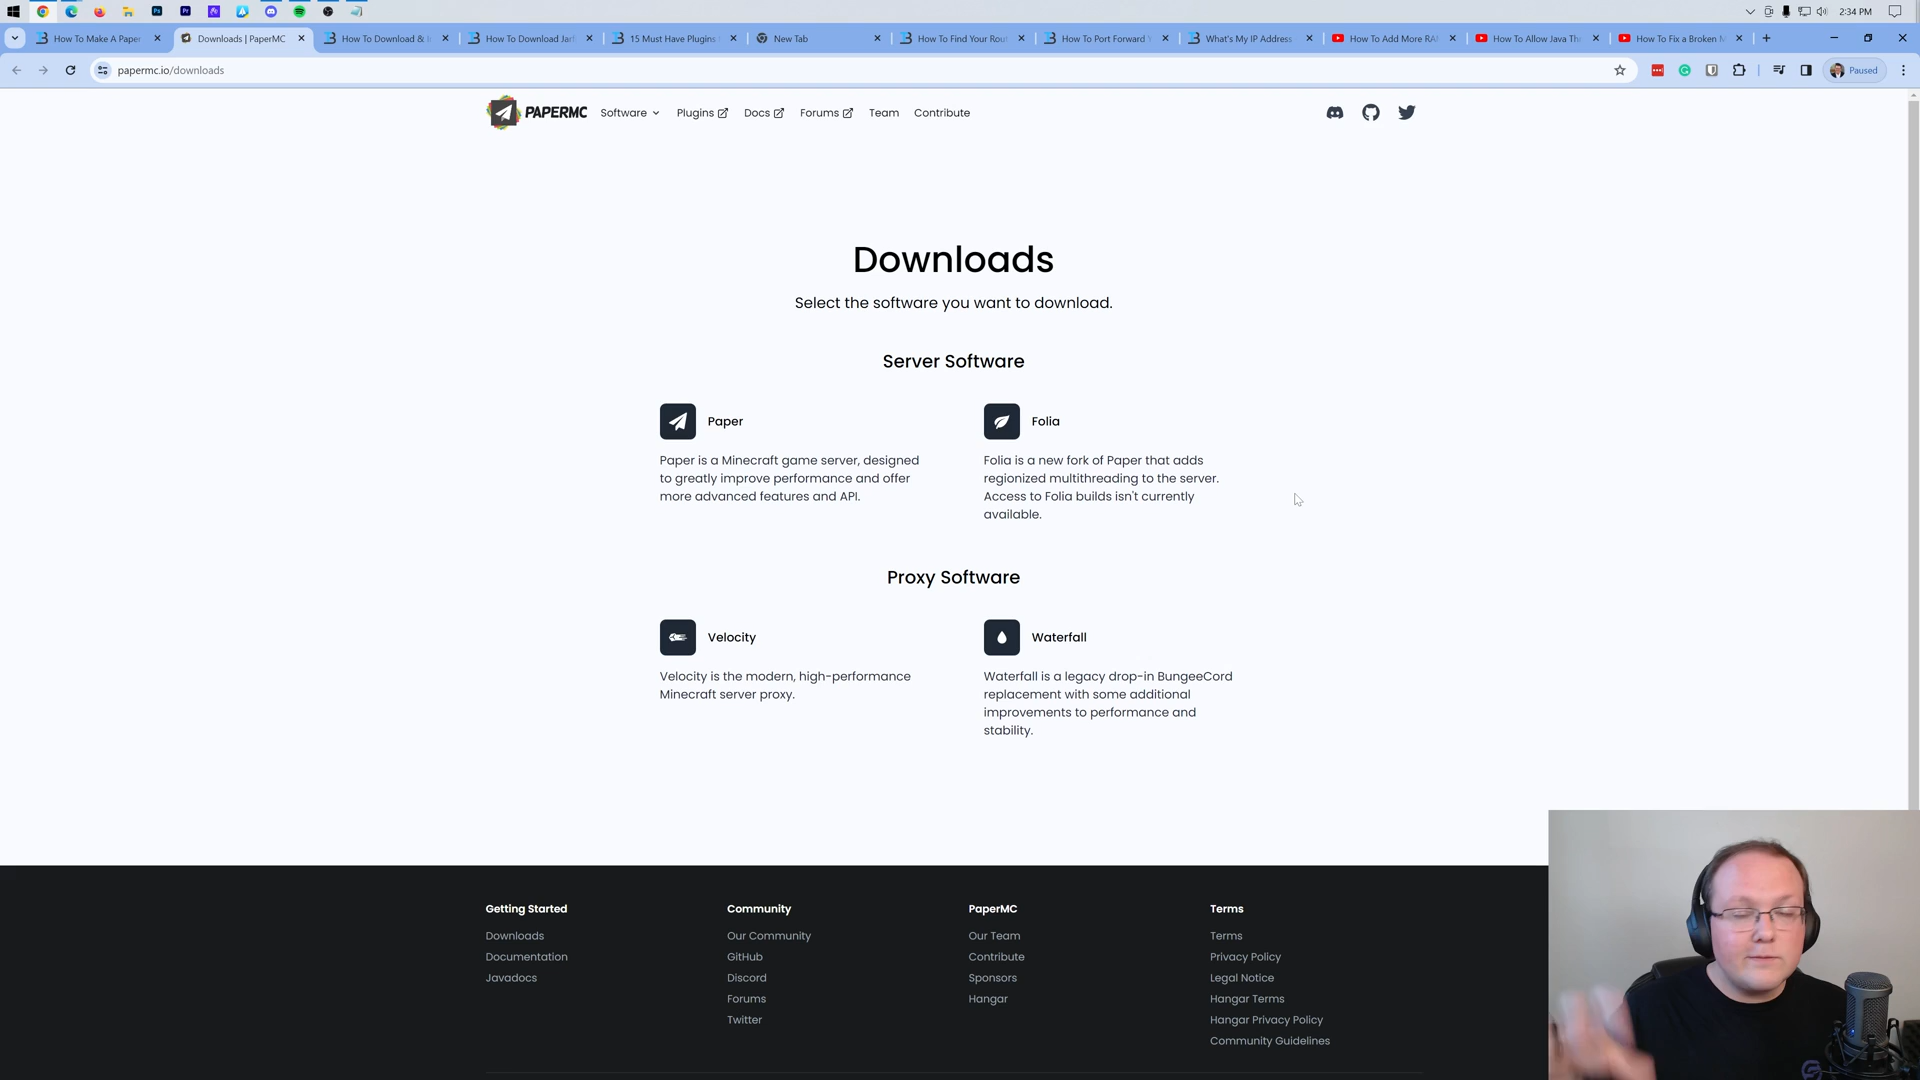 2:34 PM
How To Make A Paper
Downloads | PaperMC
How To Download &
How To Download Ja
15 Must Have Plugins
New Tab
How To Find Your Rou
How To Port Forward
What's My IP Address
How To Add More RA
How To Allow Java Th
How To Fix a Broken M
papermc.io/downloads
Paused
PAPERMC
Software
Plugins
Docs
Forums
Team
Contribute
Downloads
Select the software you want to download.
Server Software
Paper
Paper is a Minecraft game server, designed
to greatly improve performance and offer
more advanced features and API.
Folia
Folia is a new fork of Paper that adds
regionized multithreading to the server.
Access to Folia builds isn't currently
available.
Proxy Software
Velocity
Velocity is the modern, high-performance
Minecraft server proxy.
Waterfall
Waterfall is a legacy drop-in BungeeCord
replacement with some additional
improvements to performance and
stability.
Getting Started
Downloads
Documentation
Javadocs
Community
Our Community
GitHub
Discord
Forums
Twitter
PaperMC
Our Team
Contribute
Sponsors
Hangar
Terms
Terms
Privacy Policy
Legal Notice
Hangar Terms
Hangar Privacy Policy
Community Guidelines